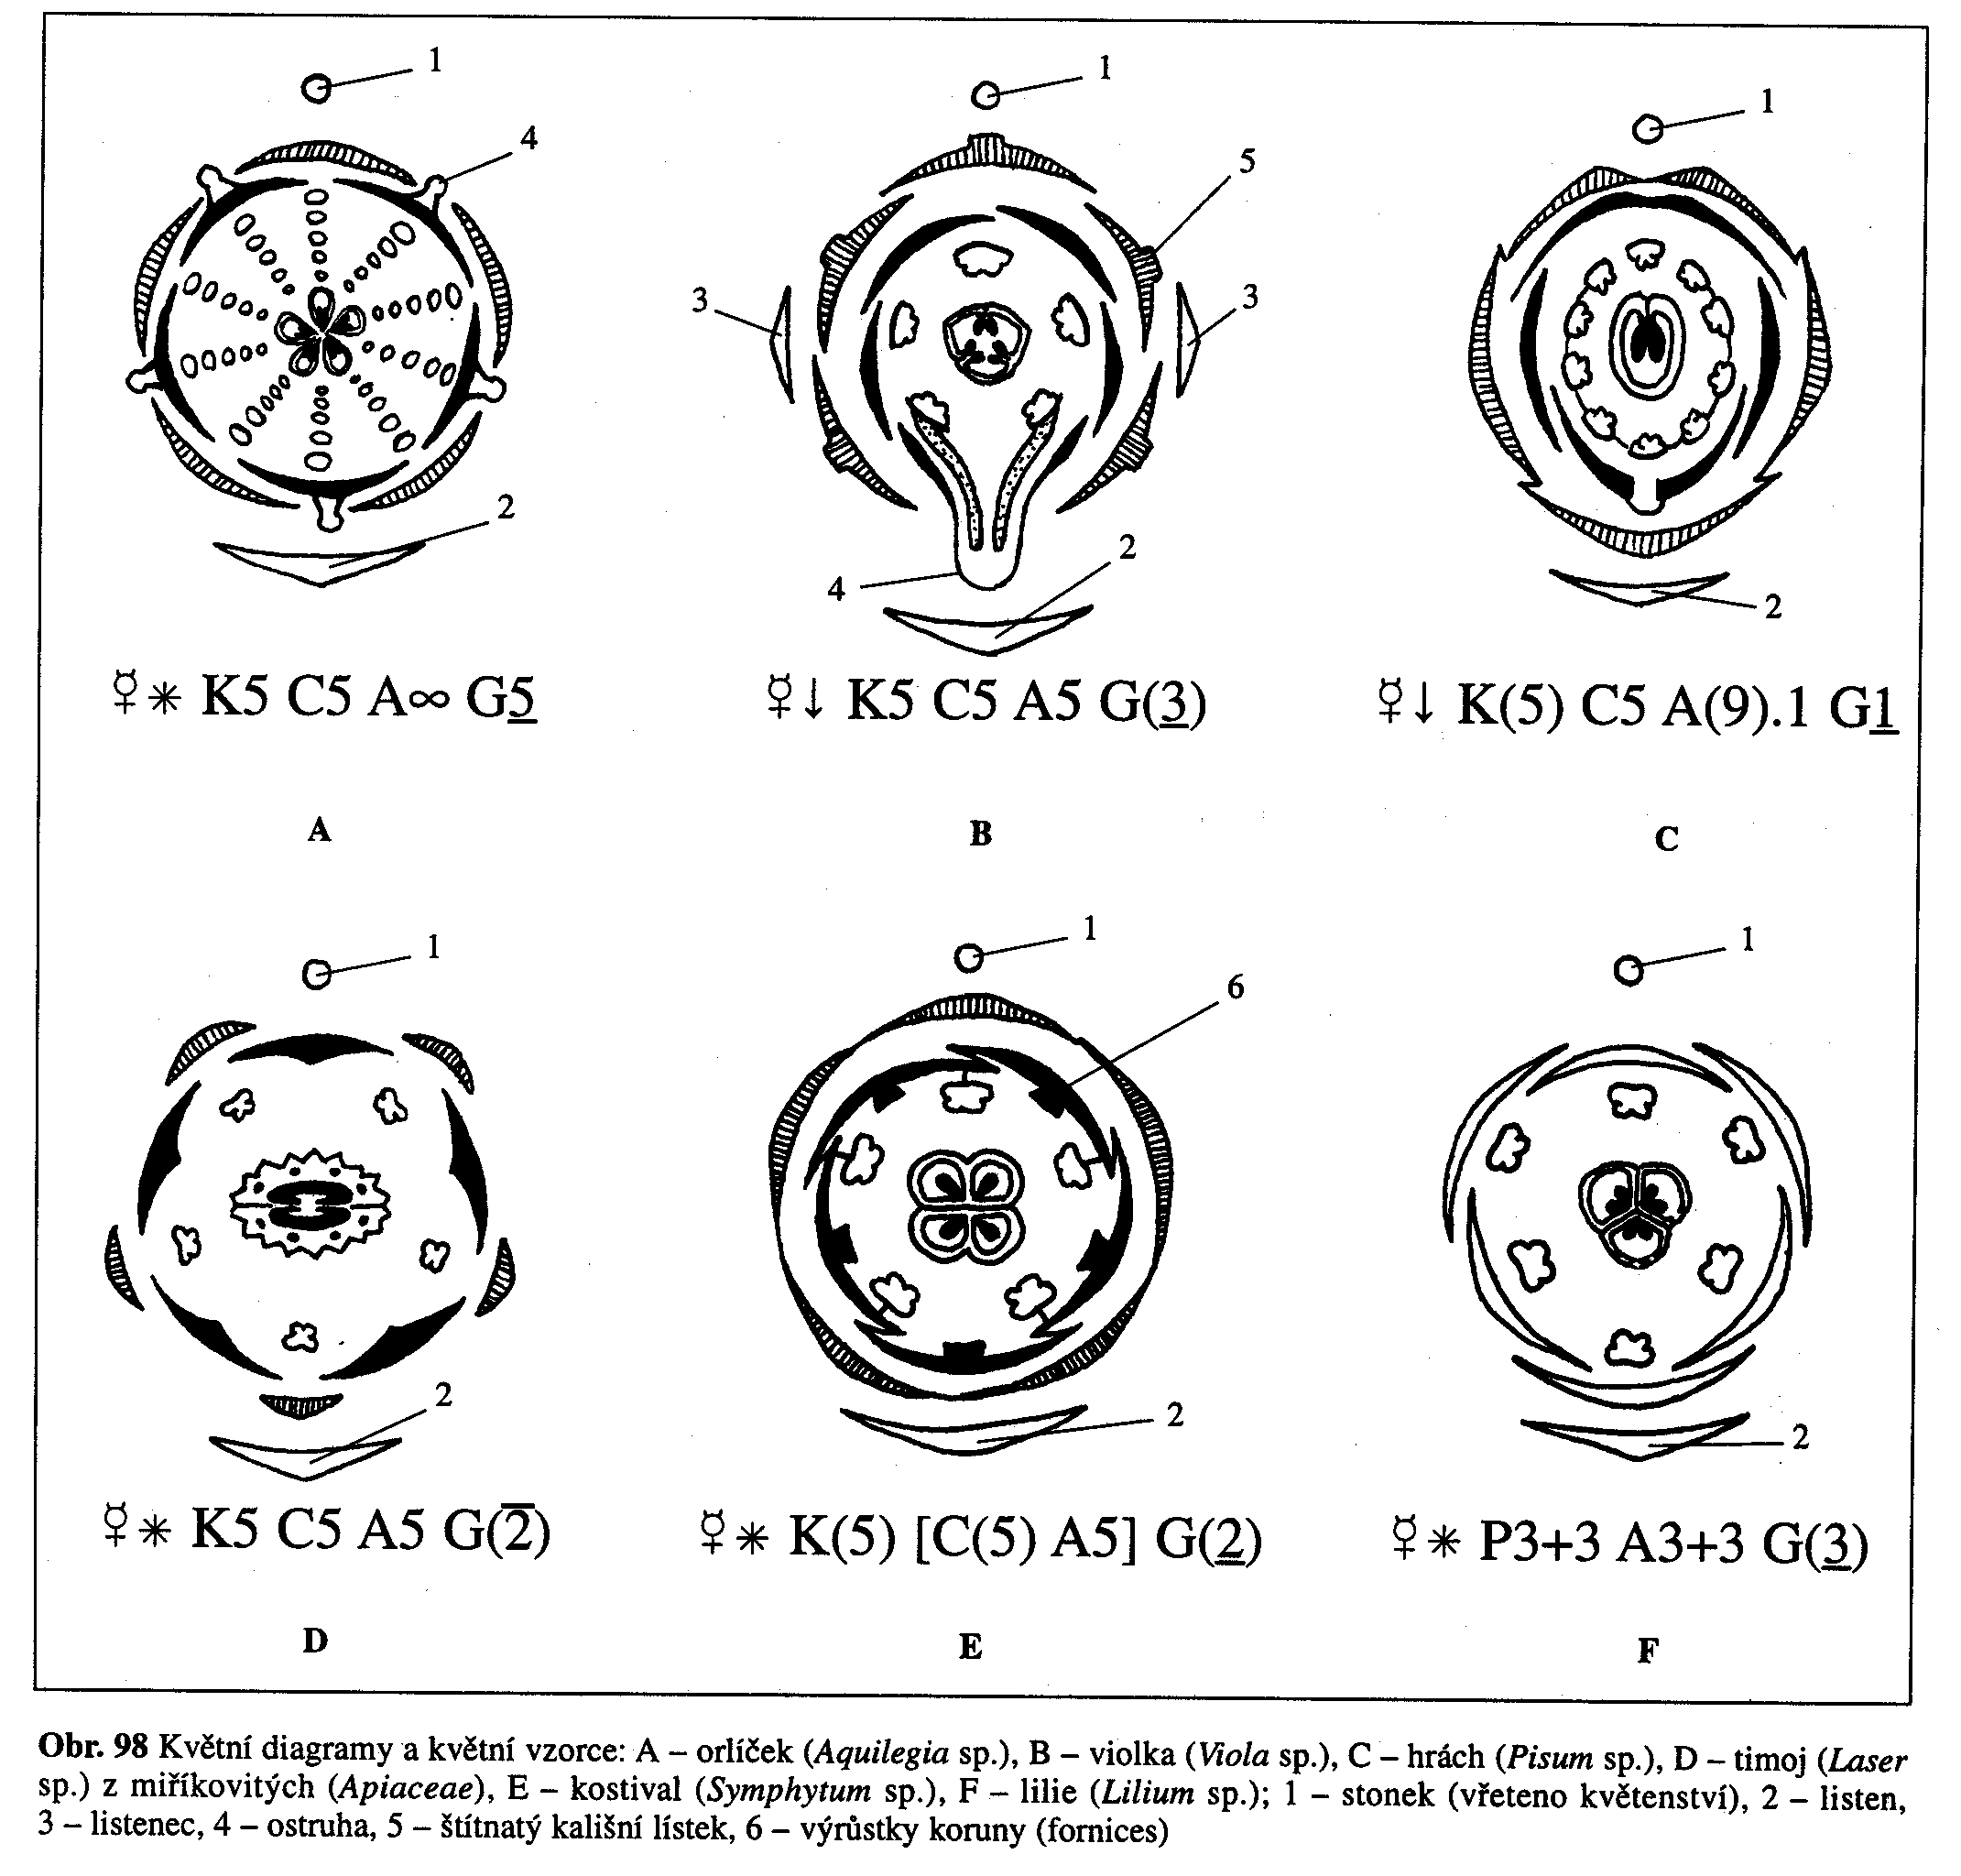 1
1
1
4
5
3
3
2
2
4
2
☿ * K5 C5 A∞ G5̲
☿ ↓ K5 C5 A5 G(3̲)
☿ ↓ K(5) C5 A(9).1 G1̲
A
B
C
1
1
1
6
2
2
2
☿ * K5 C5 A5 G(2̅)
☿ * K(5) [C(5) A5] G(2̲)
☿ * P3+3 A3+3 G(3̲)
D
E
F
Obr. 98 Květní diagramy a květní vzorce: A – orlíček (Aquilegia sp.), B – violka (Viola sp.), C – hrách (Pisum sp.), D – timoj (Laser
sp.) z miříkovitých (Apiaceae), E – kostival (Symphytum sp.), F – lilie (Lilium sp.); 1 – stonek (vřeteno květenství), 2 – listen,
3 – listenec, 4 – ostruha, 5 – štítnatý kališní lístek, 6 – výrůstky koruny (fornices)